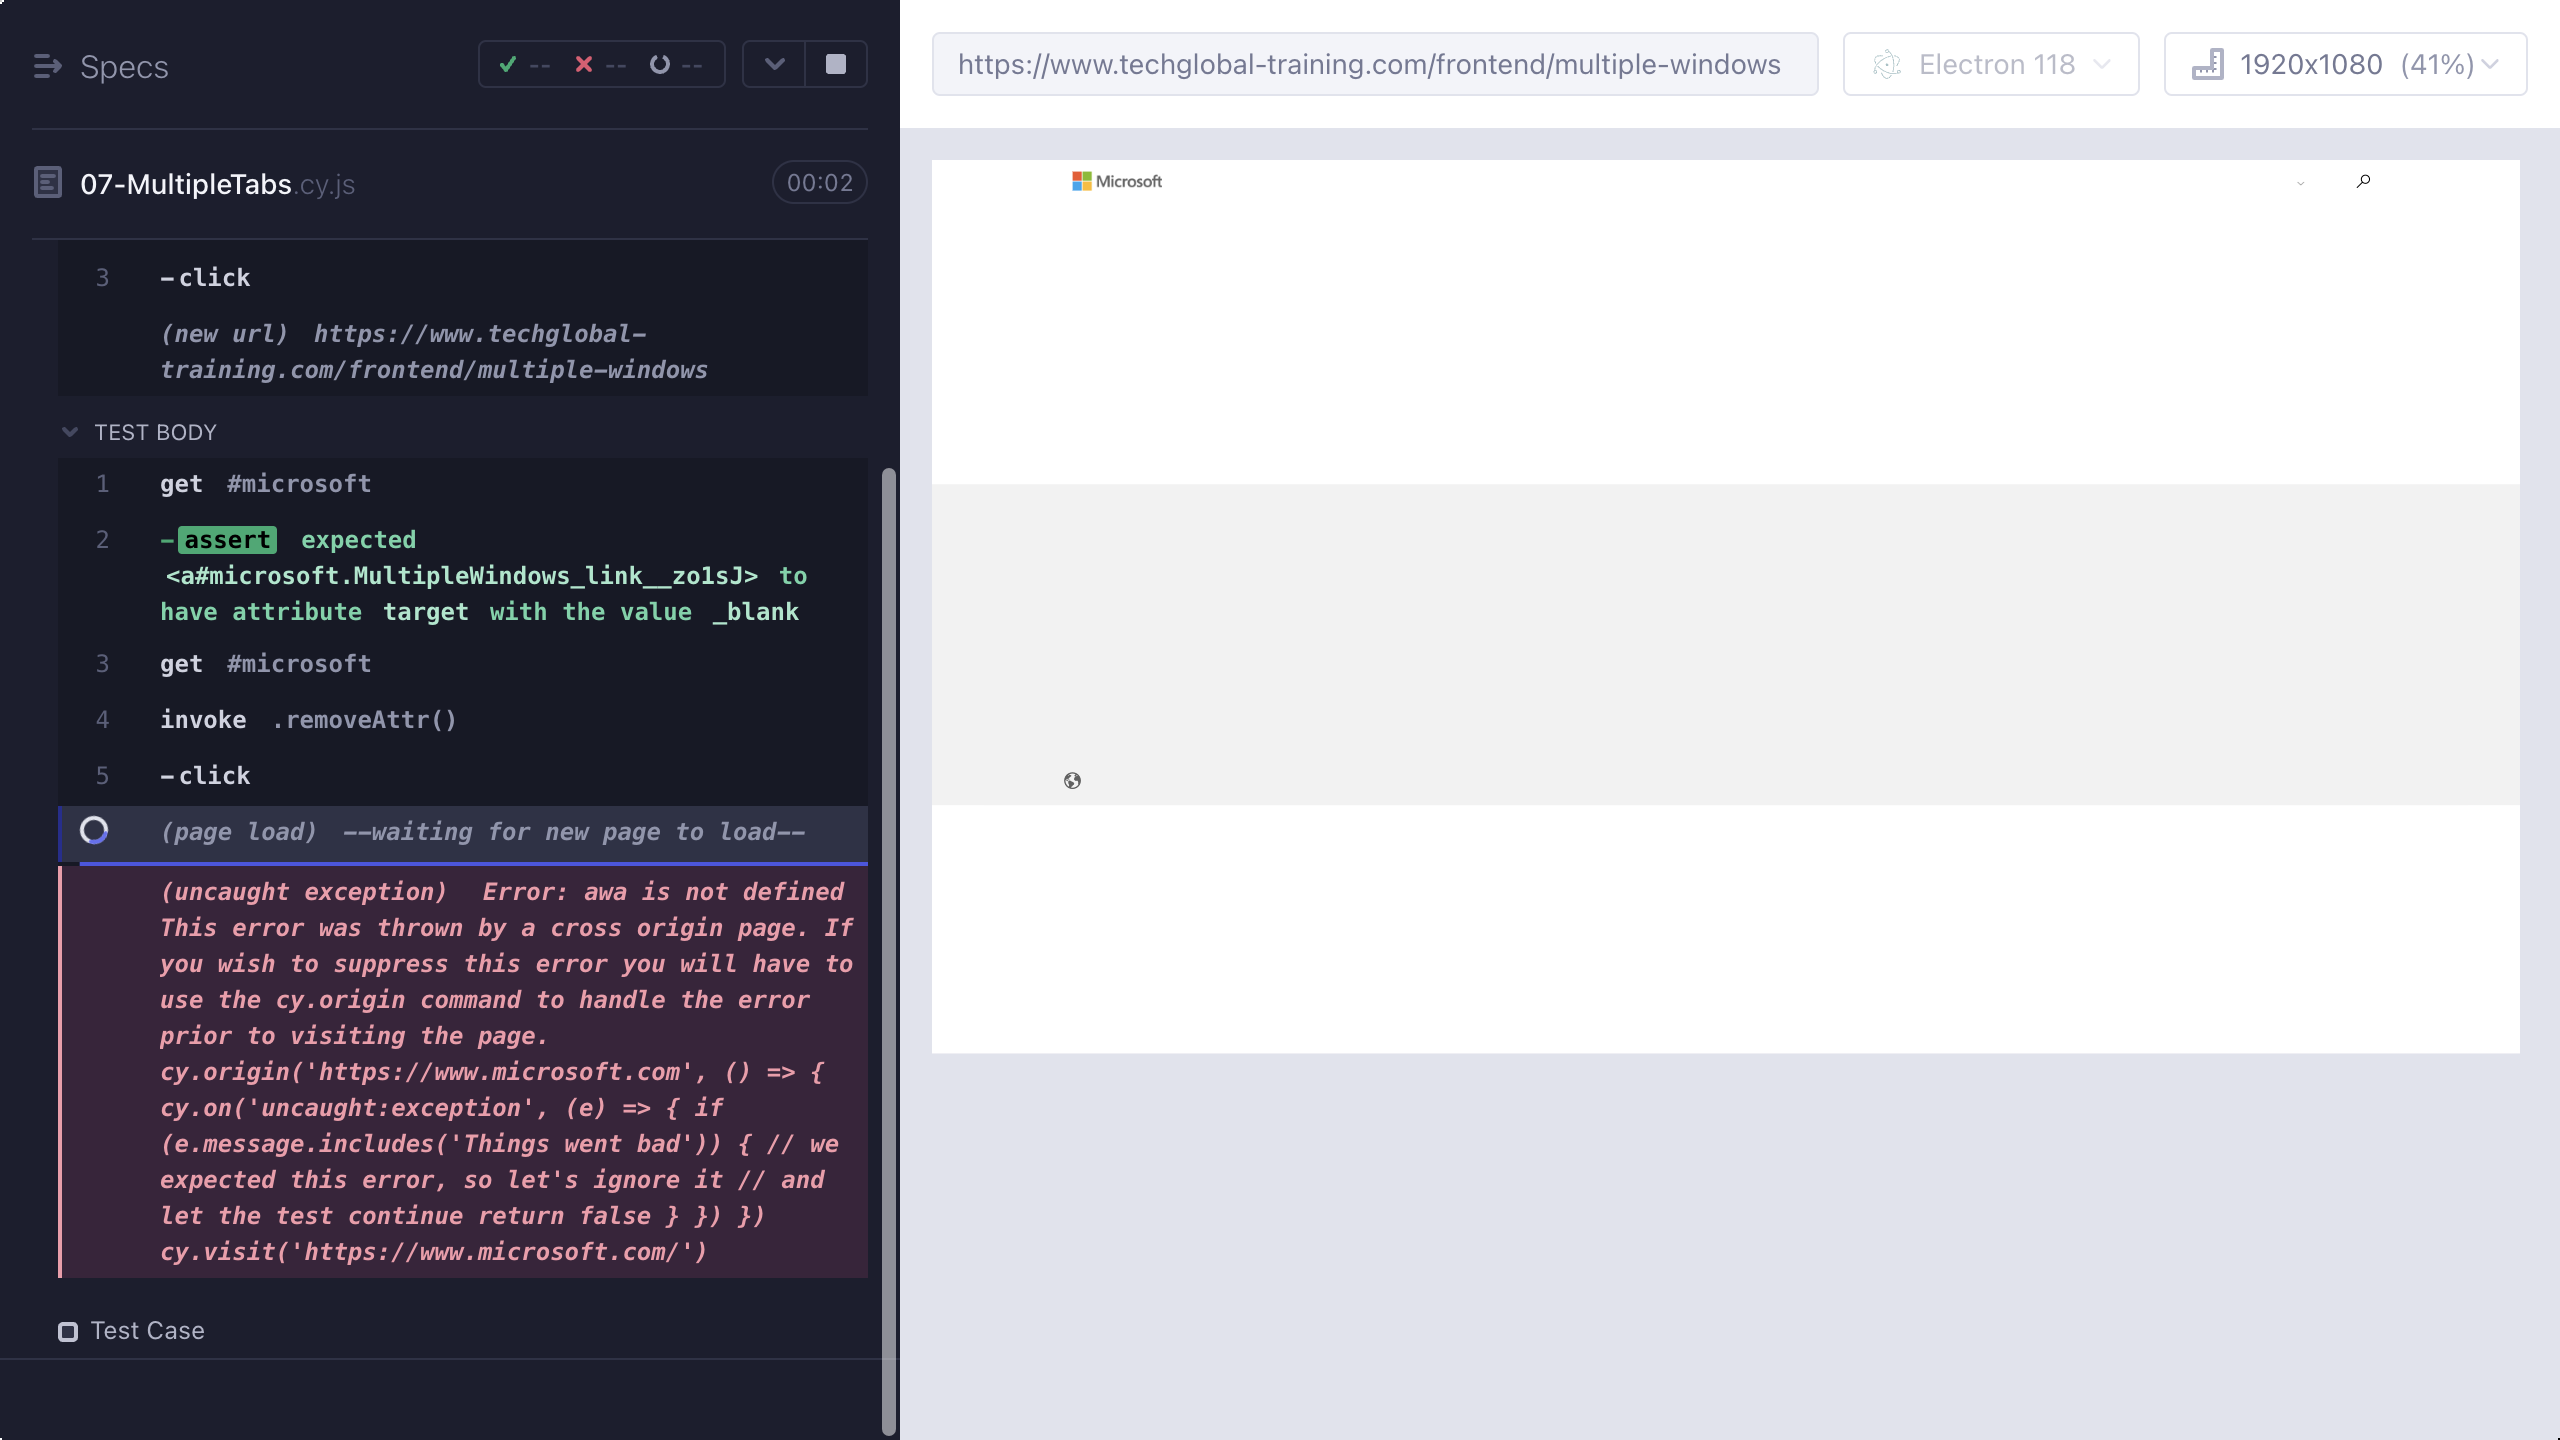 Specs
--
--
--
07-MultipleTabs.cy.js
00:02
3 -click
(new url) https://www.techglobal-
training.com/frontend/multiple-windows
TEST BODY
1 get #microsoft
2 -assert expected
<a#microsoft.MultipleWindows_link__zo1sJ> to
have attribute target with the value _blank
3 get #microsoft
4 invoke .removeAttr()
5 -click
(page load) --waiting for new page to load--
(uncaught exception) Error: awa is not defined
This error was thrown by a cross origin page. If
you wish to suppress this error you will have to
use the cy.origin command to handle the error
prior to visiting the page.
cy.origin('https://www.microsoft.com', () => {
cy.on('uncaught:exception', (e) => { if
(e.message.includes('Things went bad')) { // we
expected this error, so let's ignore it // and
let the test continue return false } }) })
cy.visit('https://www.microsoft.com/')
Test Case
https://www.techglobal-training.com/frontend/multiple-windows
Electron 118
1920x1080 (41%)
Microsoft